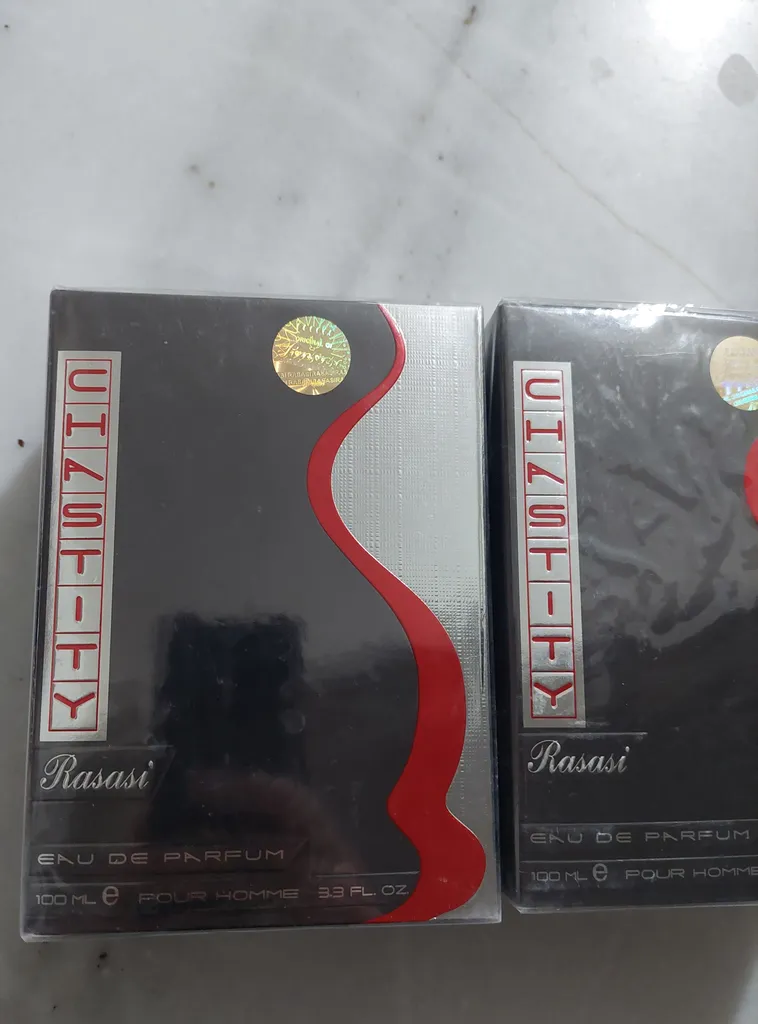 CHASTITY
Rasasi
EAU DE PARFUM
100 ML e POUR HOMME 3.3 FL. OZ
CHASTITY
Rasasi
EAU DE PARFUM
100 ML e POUR HOMME